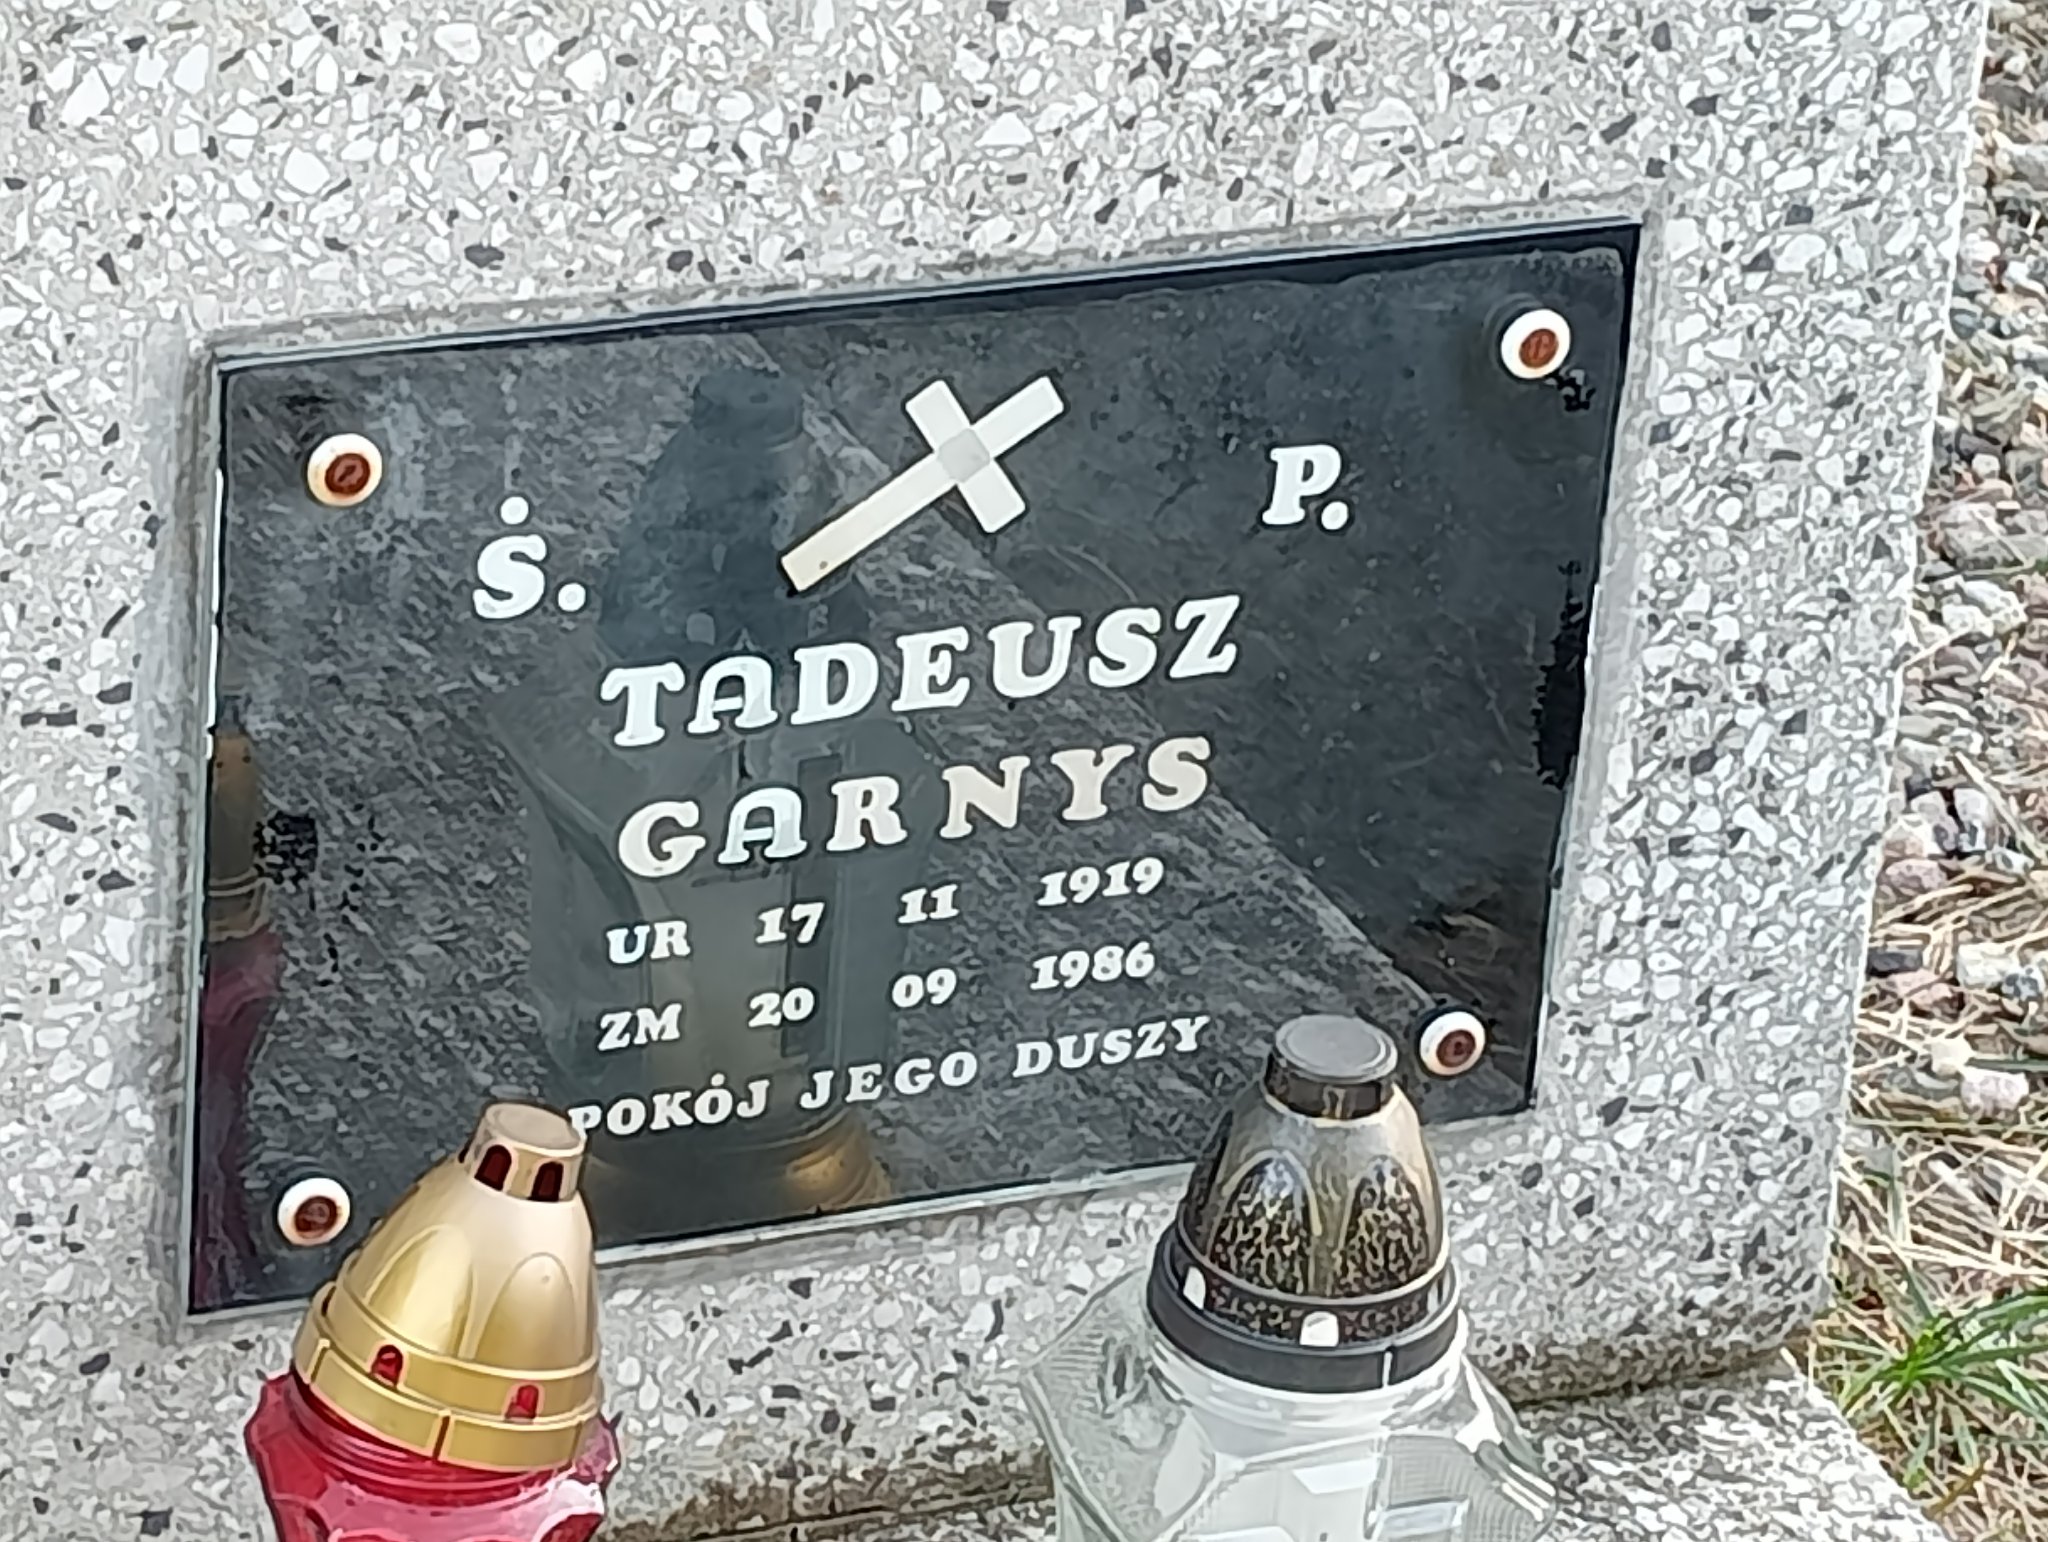 Ś. P.
TADEUSZ
GARNYS
UR 17 11 1919
ZM 20 09 1986
POKÓJ JEGO DUSZY